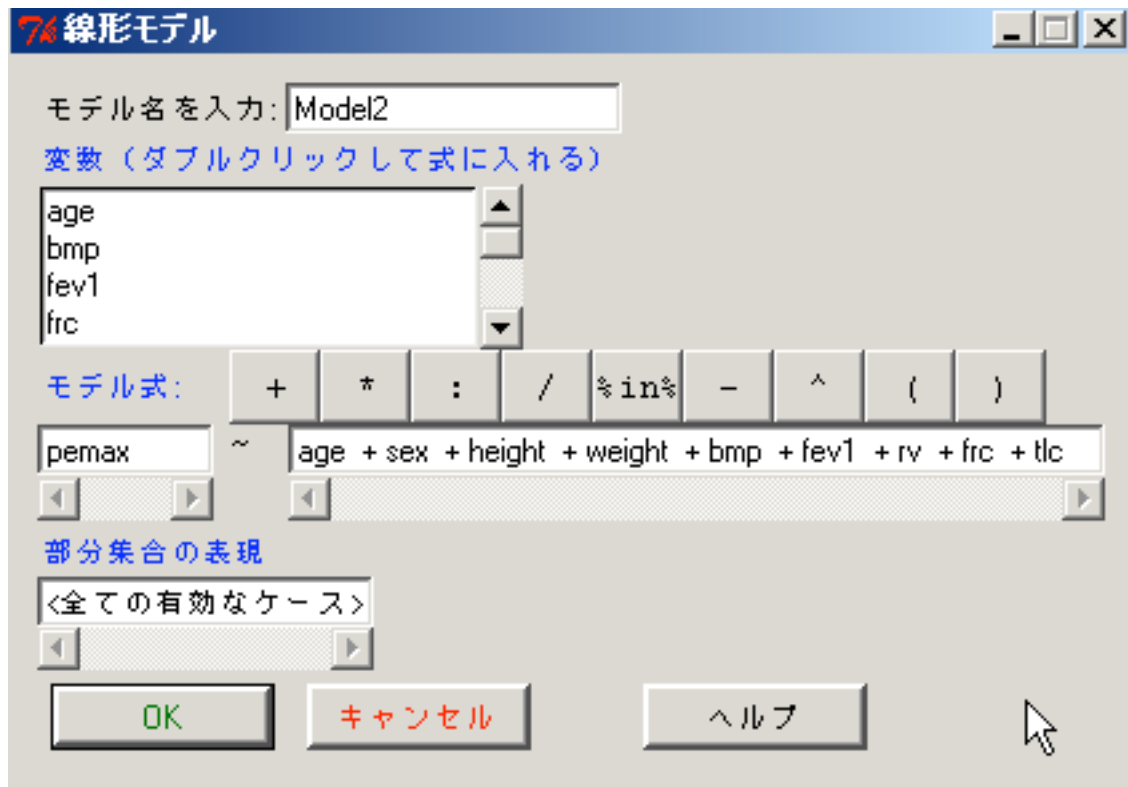 線形モデル
モデル名を入力: Model2
変数（ダブルクリックして式に入れる）
age
bmp
fev1
frc
モデル式: + * : / %in% - ^ ( )
pemax ~ age + sex + height + weight + bmp + fev1 + rv + frc + tlc
部分集合の表現
<全ての有効なケース>
OK キャンセル ヘルプ